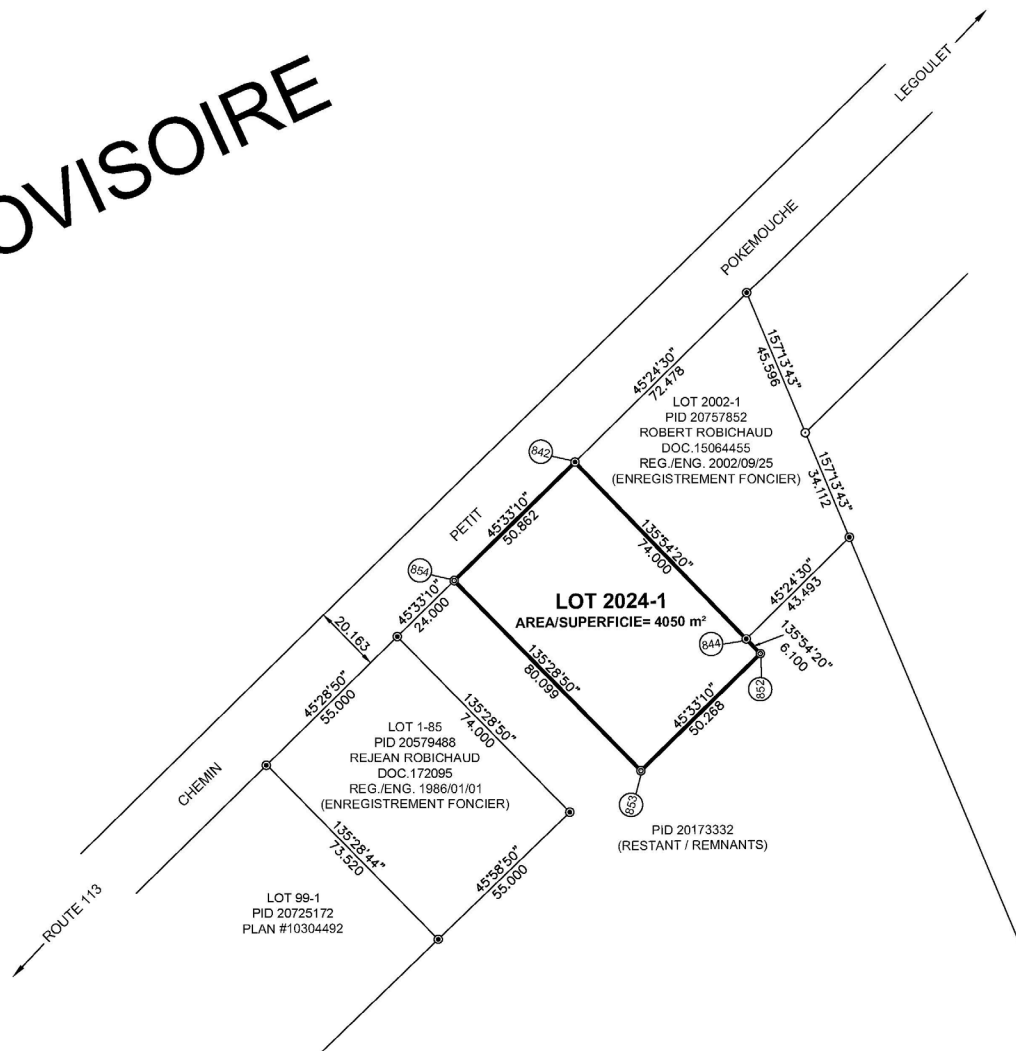 OVISOIRE
LEGOULET
POKEMOUCHE
157°13'43"
45.596
45°24'30"
72.478
LOT 2002-1
PID 20757852
ROBERT ROBICHAUD
DOC.15064455
REG./ENG. 2002/09/25
(ENREGISTREMENT FONCIER)
157°13'43"
34.112
842
PETIT
45°33'10"
50.862
135°54'20"
74.000
854
45°33'10"
24.000
LOT 2024-1
AREA/SUPERFICIE= 4050 m²
45°24'30"
43.493
20.163
844
135°54'20"
6.100
852
135°28'50"
80.099
45°33'10"
50.268
45°28'50"
55.000
135°28'50"
74.000
LOT 1-85
PID 20579488
REJEAN ROBICHAUD
DOC.172095
REG./ENG. 1986/01/01
(ENREGISTREMENT FONCIER)
CHEMIN
853
PID 20173332
(RESTANT / REMNANTS)
135°28'44"
73.520
45°58'50"
55.000
LOT 99-1
PID 20725172
PLAN #10304492
ROUTE 113